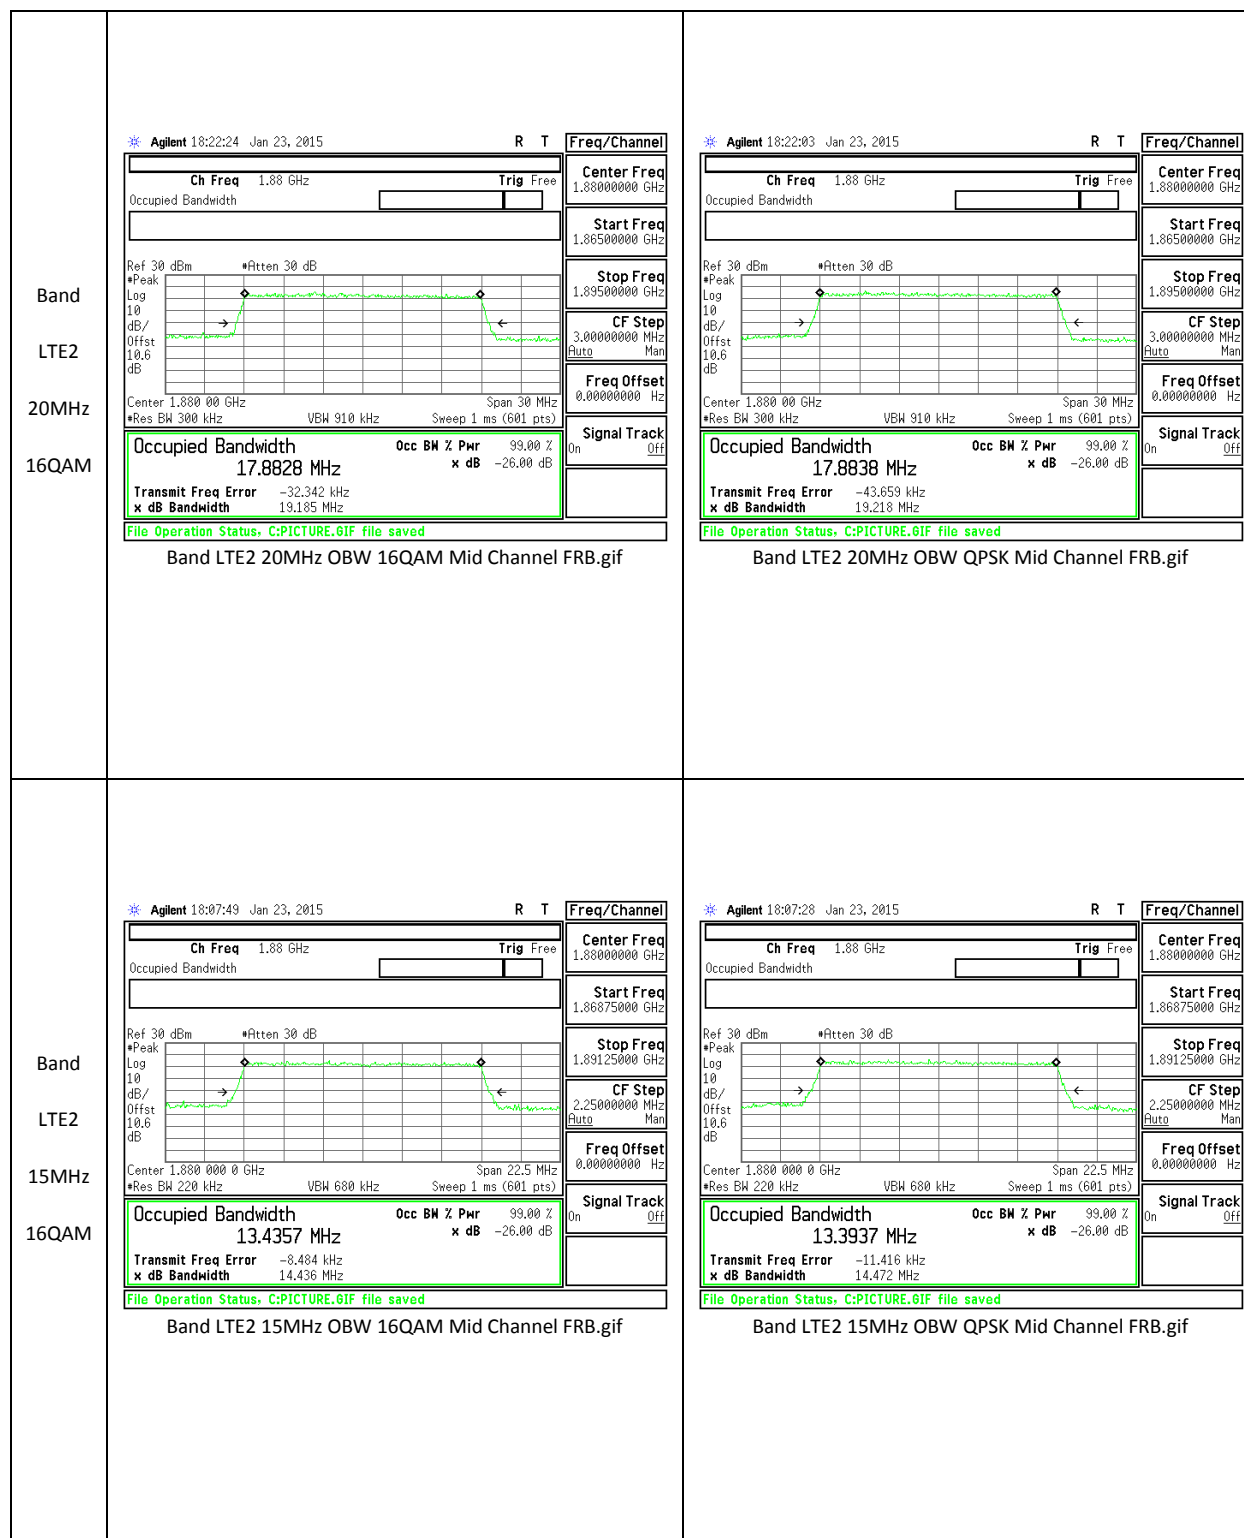 Band
LTE2
20MHz
16QAM
Agilent 18:22:24 Jan 23, 2015 R T Freq/Channel
Ch Freq 1.88 GHz Trig Free
Occupied Bandwidth
Center Freq
1.88000000 GHz
Start Freq
1.86500000 GHz
Stop Freq
1.89500000 GHz
CF Step
3.00000000 MHz
Auto Man
Freq Offset
0.00000000 Hz
Signal Track
On Off
Ref 30 dBm #Atten 30 dB
#Peak
Log
10
dB/
Offst
10.6
dB
Center 1.880 00 GHz Span 30 MHz
#Res BW 300 kHz VBW 910 kHz Sweep 1 ms (601 pts)
Occupied Bandwidth Occ BW % Pwr 99.00 %
17.8828 MHz x dB -26.00 dB
Transmit Freq Error -32.342 kHz
x dB Bandwidth 19.185 MHz
File Operation Status, C:PICTURE.GIF file saved
Band LTE2 20MHz OBW 16QAM Mid Channel FRB.gif
Agilent 18:22:03 Jan 23, 2015 R T Freq/Channel
Ch Freq 1.88 GHz Trig Free
Occupied Bandwidth
Center Freq
1.88000000 GHz
Start Freq
1.86500000 GHz
Stop Freq
1.89500000 GHz
CF Step
3.00000000 MHz
Auto Man
Freq Offset
0.00000000 Hz
Signal Track
On Off
Ref 30 dBm #Atten 30 dB
#Peak
Log
10
dB/
Offst
10.6
dB
Center 1.880 00 GHz Span 30 MHz
#Res BW 300 kHz VBW 910 kHz Sweep 1 ms (601 pts)
Occupied Bandwidth Occ BW % Pwr 99.00 %
17.8838 MHz x dB -26.00 dB
Transmit Freq Error -43.659 kHz
x dB Bandwidth 19.218 MHz
File Operation Status, C:PICTURE.GIF file saved
Band LTE2 20MHz OBW QPSK Mid Channel FRB.gif
Band
LTE2
15MHz
16QAM
Agilent 18:07:49 Jan 23, 2015 R T Freq/Channel
Ch Freq 1.88 GHz Trig Free
Occupied Bandwidth
Center Freq
1.88000000 GHz
Start Freq
1.86875000 GHz
Stop Freq
1.89125000 GHz
CF Step
2.25000000 MHz
Auto Man
Freq Offset
0.00000000 Hz
Signal Track
On Off
Ref 30 dBm #Atten 30 dB
#Peak
Log
10
dB/
Offst
10.6
dB
Center 1.880 000 0 GHz Span 22.5 MHz
#Res BW 220 kHz VBW 680 kHz Sweep 1 ms (601 pts)
Occupied Bandwidth Occ BW % Pwr 99.00 %
13.4357 MHz x dB -26.00 dB
Transmit Freq Error -8.484 kHz
x dB Bandwidth 14.436 MHz
File Operation Status, C:PICTURE.GIF file saved
Band LTE2 15MHz OBW 16QAM Mid Channel FRB.gif
Agilent 18:07:28 Jan 23, 2015 R T Freq/Channel
Ch Freq 1.88 GHz Trig Free
Occupied Bandwidth
Center Freq
1.88000000 GHz
Start Freq
1.86875000 GHz
Stop Freq
1.89125000 GHz
CF Step
2.25000000 MHz
Auto Man
Freq Offset
0.00000000 Hz
Signal Track
On Off
Ref 30 dBm #Atten 30 dB
#Peak
Log
10
dB/
Offst
10.6
dB
Center 1.880 000 0 GHz Span 22.5 MHz
#Res BW 220 kHz VBW 680 kHz Sweep 1 ms (601 pts)
Occupied Bandwidth Occ BW % Pwr 99.00 %
13.3937 MHz x dB -26.00 dB
Transmit Freq Error -11.416 kHz
x dB Bandwidth 14.472 MHz
File Operation Status, C:PICTURE.GIF file saved
Band LTE2 15MHz OBW QPSK Mid Channel FRB.gif